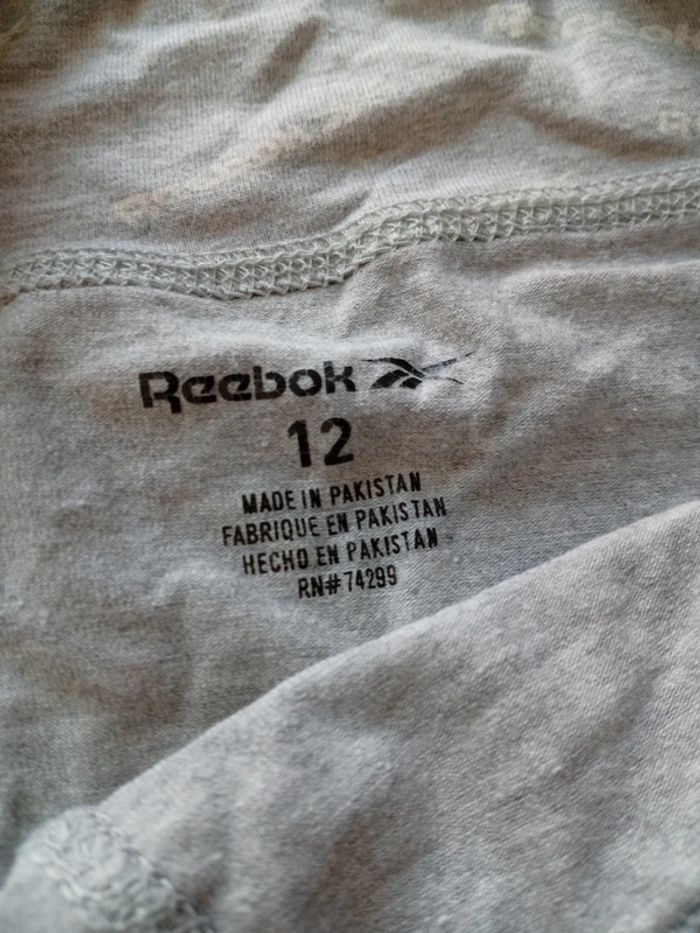 Reebok
12
MADE IN PAKISTAN
FABRIQUE EN PAKISTAN
HECHO EN PAKISTAN
RN#74299